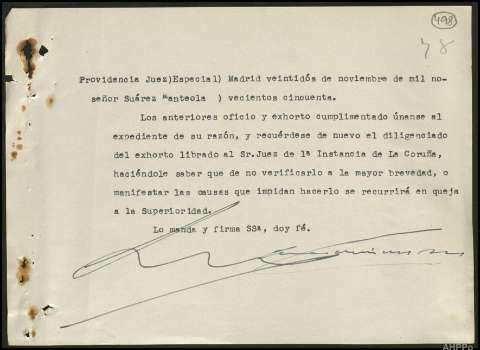 498
48
Providencia Juez)Especial) Madrid veintidós de noviembre de mil no-
señor Suárez Manteola ) vecientos cincuenta.
Los anteriores oficio y exhorto cumplimentado únanse al
expediente de su razón, y recuérdese de nuevo el diligenciado
del exhorto librado al Sr.Juez de 1ª Instancia de La Coruña,
haciéndole saber que de no verificarlo a la mayor brevedad, o
manifestar las causas que impidan hacerlo se recurrirá en queja
a la Superioridad.
Lo manda y firma SSª, doy fé.
AHPPo